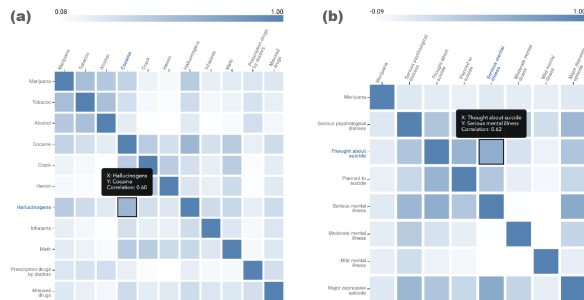 (a)
0.08
1.00
Marijuana
Tobacco
Alcohol
Cocaine
Crack
Heroin
Hallucinogens
Inhalants
Meth
Prescription drugs
by doctors
Misused
drugs
Marijuana
Tobacco
Alcohol
Cocaine
Crack
Heroin
Hallucinogens
Inhalants
Meth
Prescription drugs
by doctors
Misused
drugs
X: Hallucinogens
Y: Cocaine
Correlation: 0.60
(b)
-0.09
1.00
Marijuana
Serious psychological
distress
Thought about
suicide
Planned to
suicide
Serious mental
illness
Moderate mental
illness
Mild mental
illness
Major depressive
episode
Marijuana
Serious psychological
distress
Thought about
suicide
Planned to
suicide
Serious mental
illness
Moderate mental
illness
Mild mental
illness
Major depressive
episode
X: Thought about suicide
Y: Serious mental illness
Correlation: 0.62